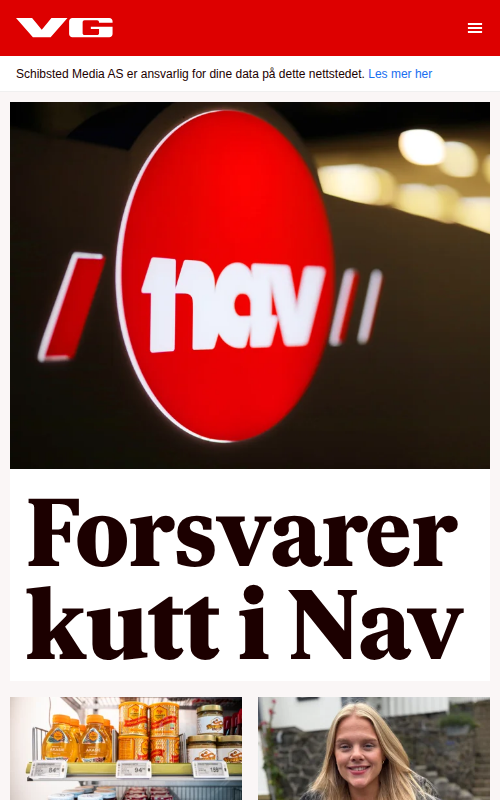 VG
Schibsted Media AS er ansvarlig for dine data på dette nettstedet. Les mer her
nav
Forsvarer
kutt i Nav